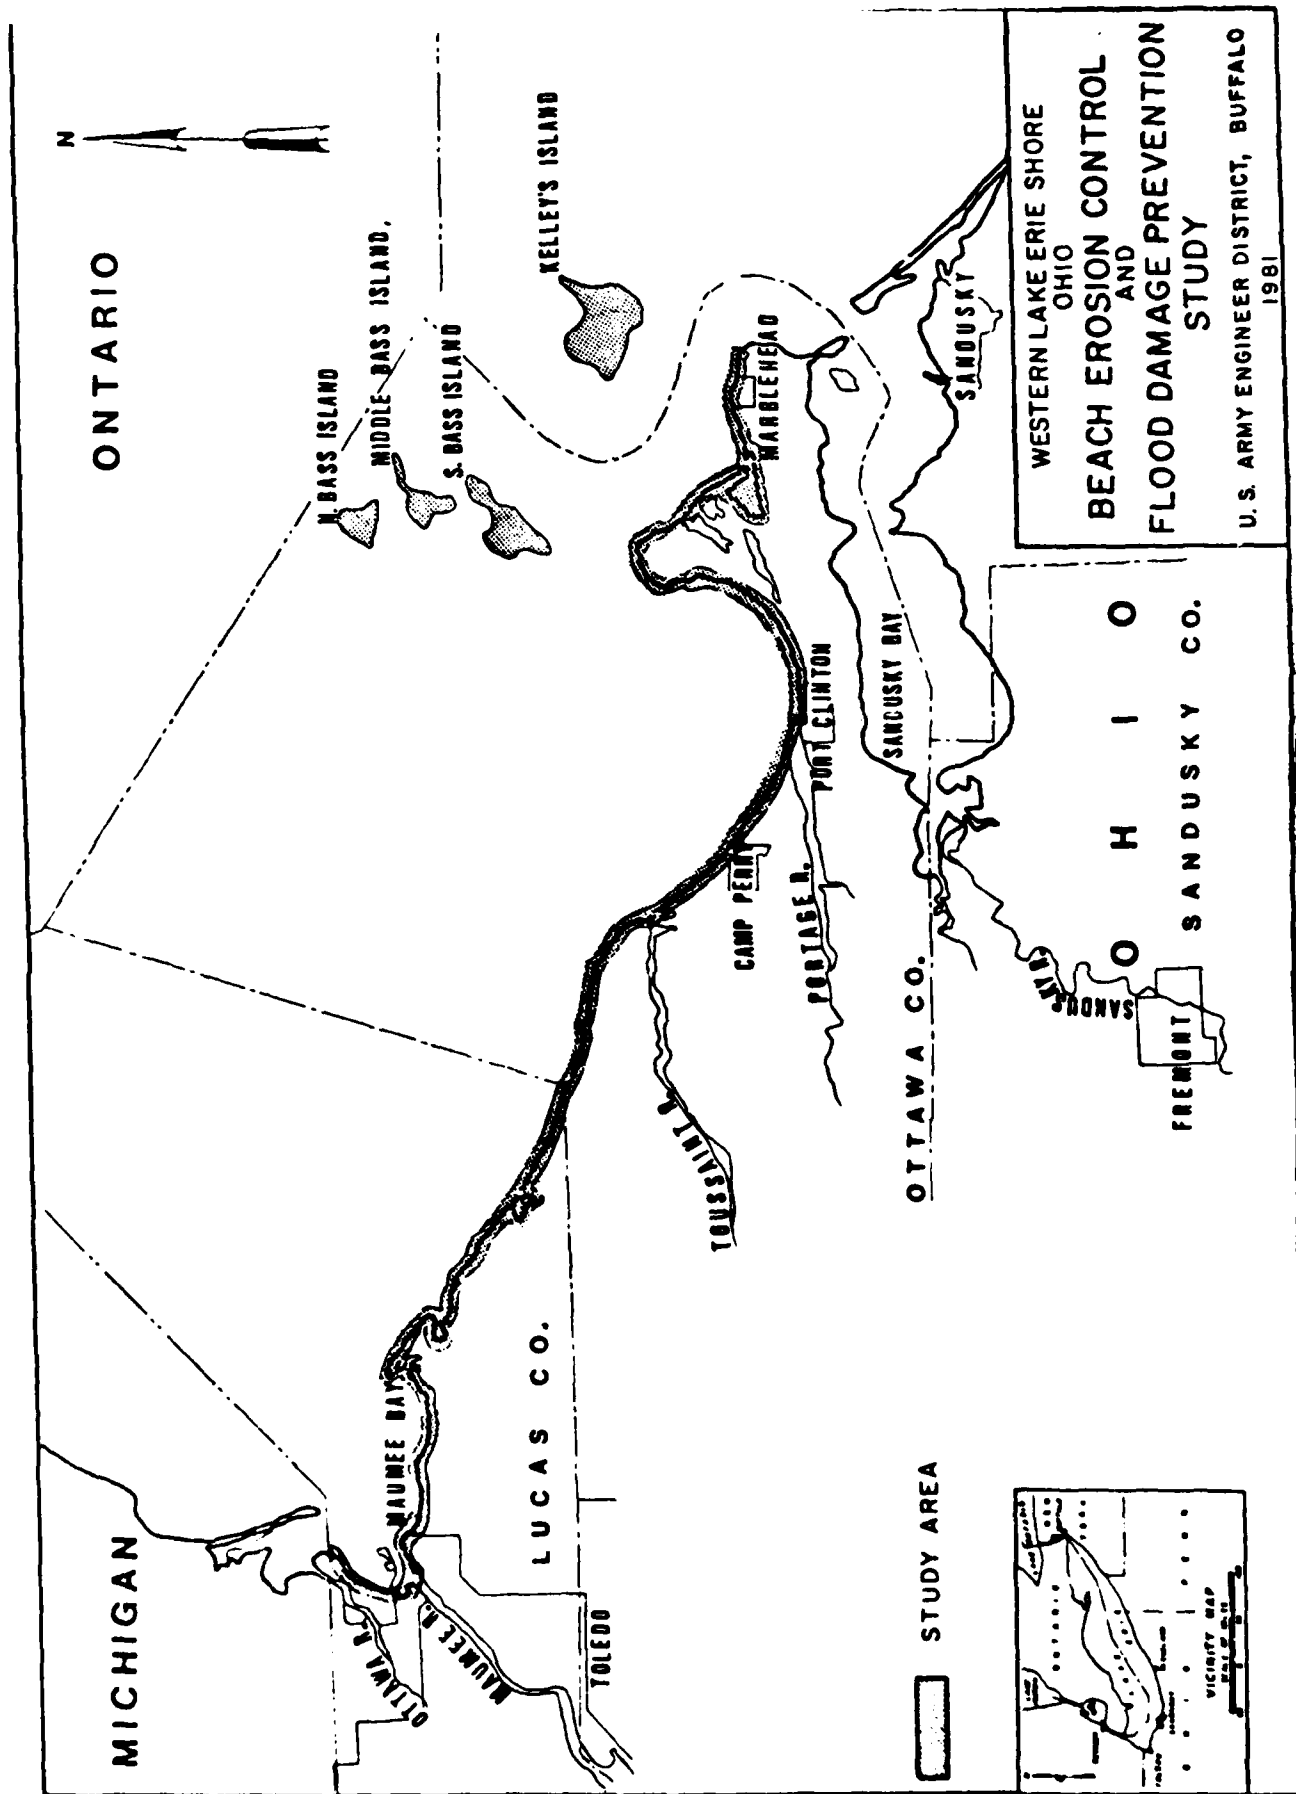 MICHIGAN
ONTARIO
N
N. BASS ISLAND
MIDDLE BASS ISLAND,
S. BASS ISLAND
KELLEY'S ISLAND
OTTAWA R.
MAUMEE R.
MAUMEE BAY
TOLEDO
LUCAS CO.
TOUSSAINT R.
CAMP PERRY
PORTAGE R.
PORT CLINTON
MARBLEHEAD
SANDUSKY BAY
SANDUSKY
OTTAWA CO.
SANDUSKY R.
FREMONT
OHIO
SANDUSKY CO.
STUDY AREA
VICINITY MAP
WESTERN LAKE ERIE SHORE
OHIO
BEACH EROSION CONTROL
AND
FLOOD DAMAGE PREVENTION
STUDY
U.S. ARMY ENGINEER DISTRICT, BUFFALO
1981